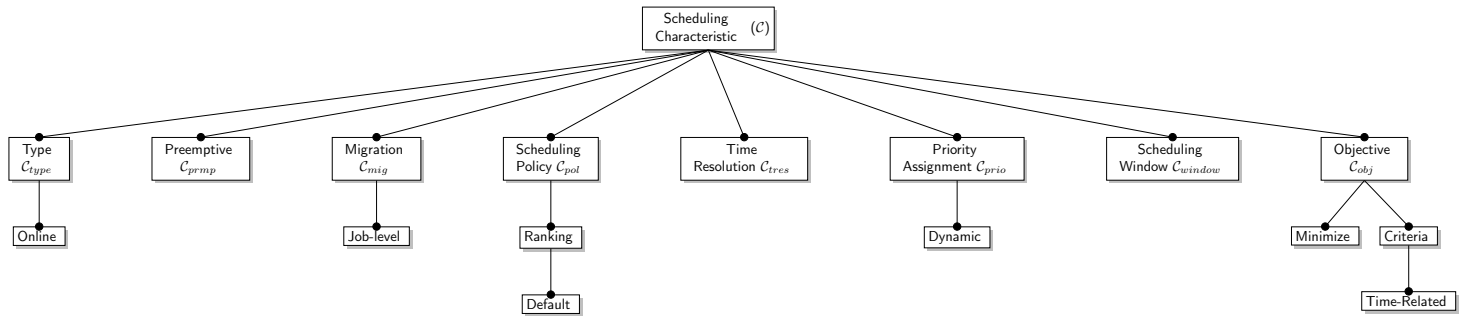 Scheduling
Characteristic (𝒞)
Type
𝒞type
Preemptive
𝒞prmp
Migration
𝒞mig
Scheduling
Policy 𝒞pol
Time
Resolution 𝒞tres
Priority
Assignment 𝒞prio
Scheduling
Window 𝒞window
Objective
𝒞obj
Online
Job-level
Ranking
Dynamic
Minimize
Criteria
Default
Time-Related